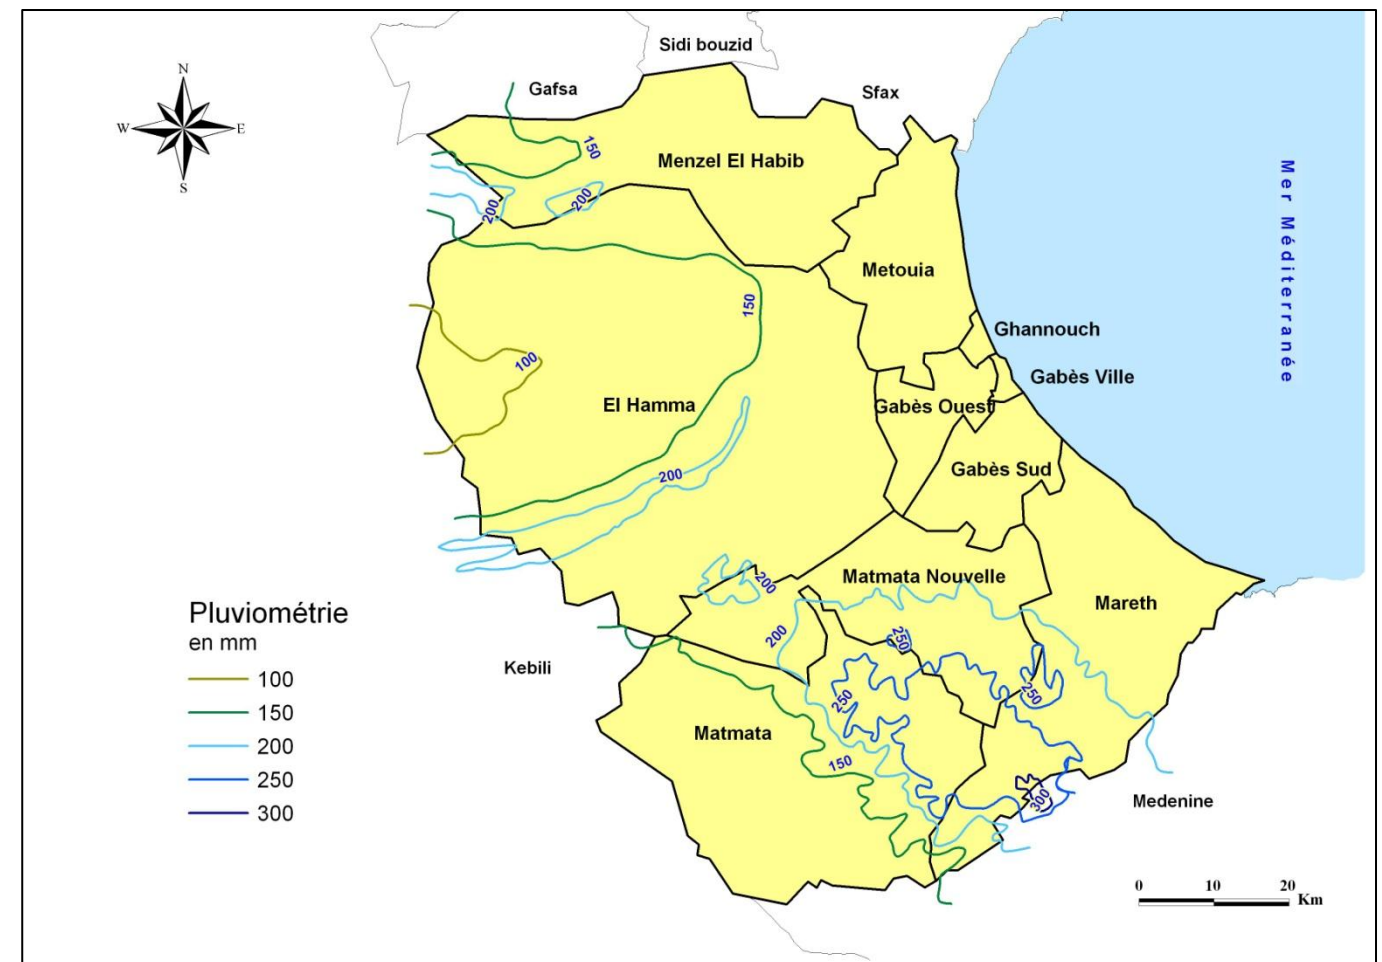 Sidi bouzid
Gafsa
Sfax
N
W
E
S
150
Menzel El Habib
Mer Méditerranée
200
200
Metouia
150
Ghannouch
100
Gabès Ville
El Hamma
Gabès Ouest
200
Gabès Sud
200
Matmata Nouvelle
Mareth
Pluviométrie
en mm
200
250
Kebili
100
150
200
250
300
250
250
Matmata
150
300
Medenine
0 10 20
Km